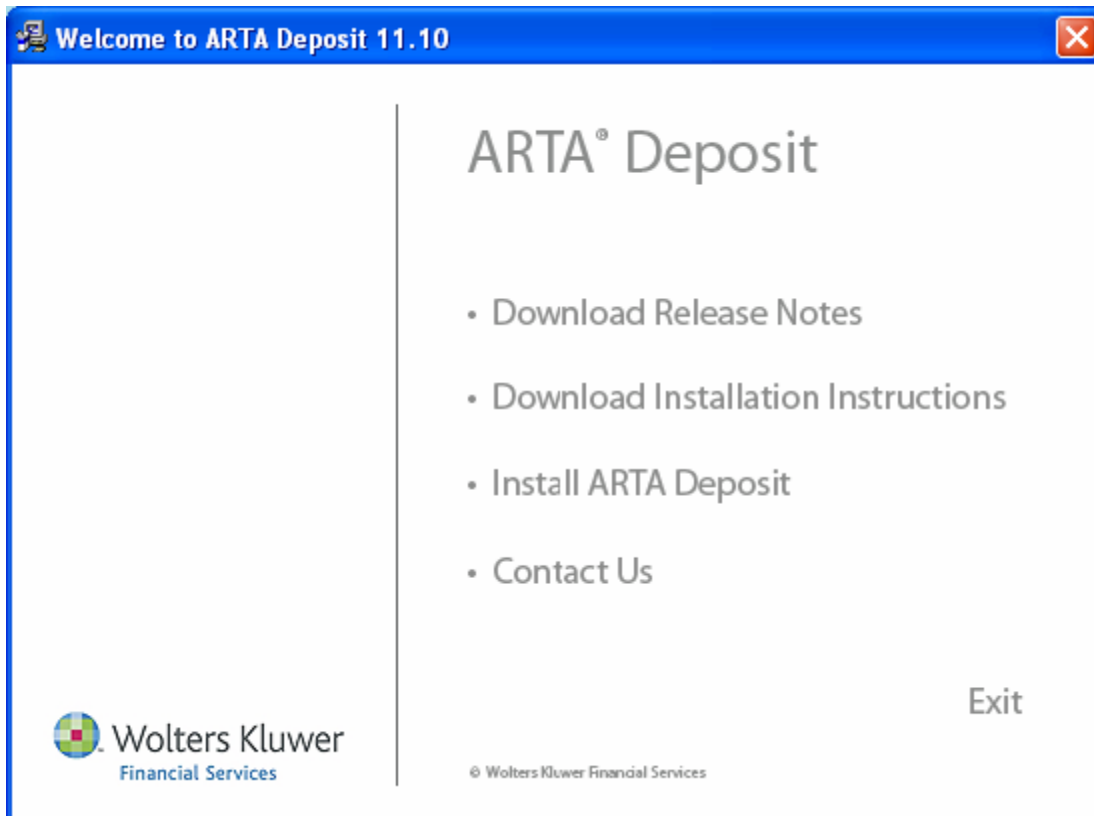 Welcome to ARTA Deposit 11.10
ARTA® Deposit
• Download Release Notes
• Download Installation Instructions
• Install ARTA Deposit
• Contact Us
Exit
Wolters Kluwer
Financial Services
© Wolters Kluwer Financial Services